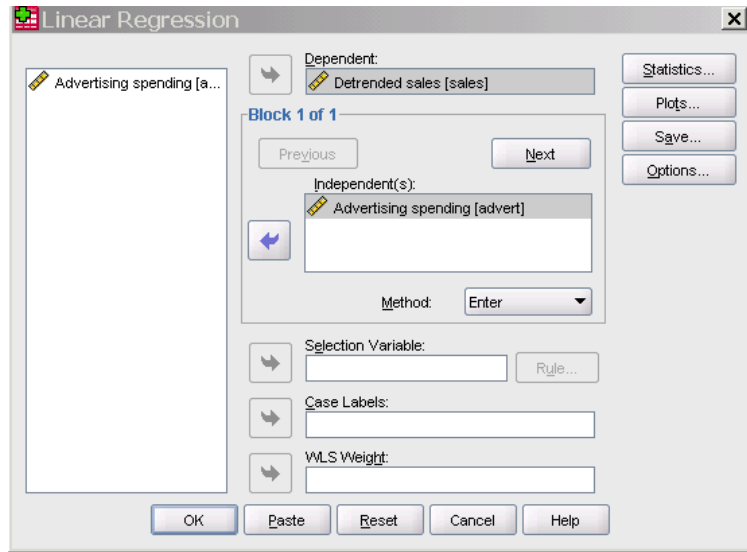 Linear Regression
Advertising spending [a...
Dependent:
Detrended sales [sales]
Block 1 of 1
Previous
Next
Independent(s):
Advertising spending [advert]
Method:
Enter
Selection Variable:
Rule...
Case Labels:
WLS Weight:
Statistics...
Plots...
Save...
Options...
OK
Paste
Reset
Cancel
Help